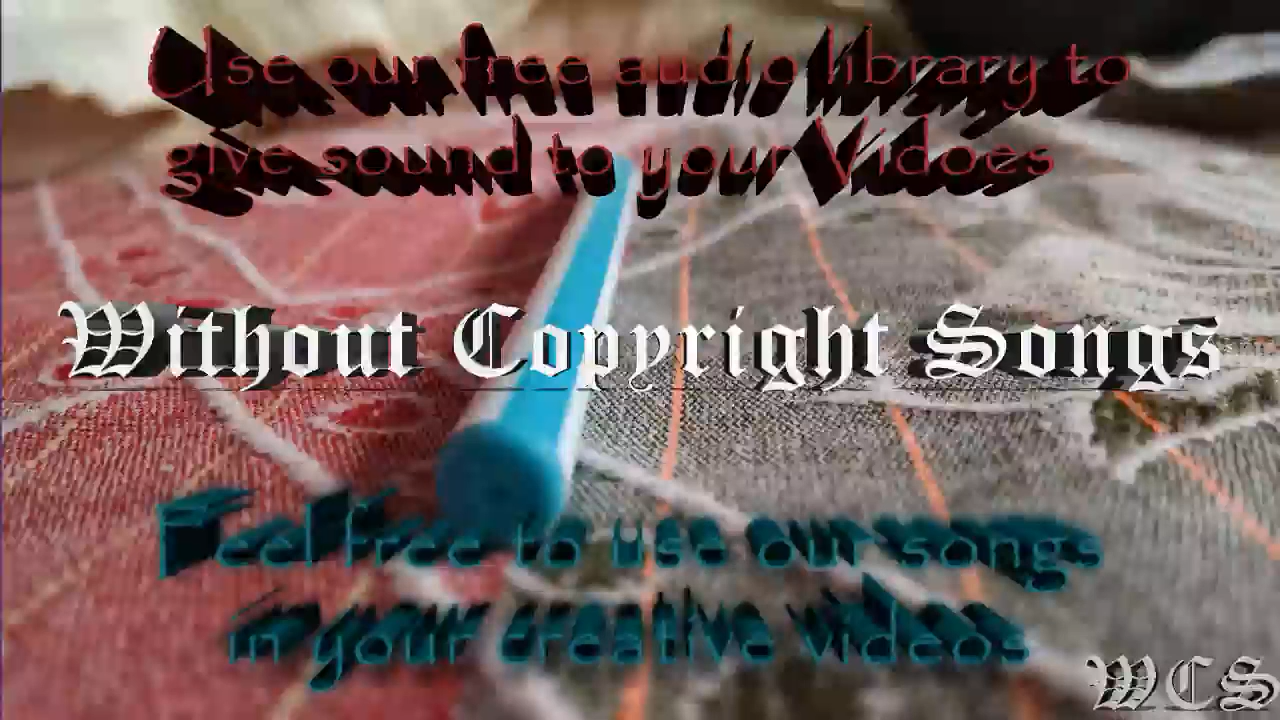 Use our free audio library to
give sound to your Vidoes
Without Copyright Songs
Feel free to use our songs
in your creative videos
WCS